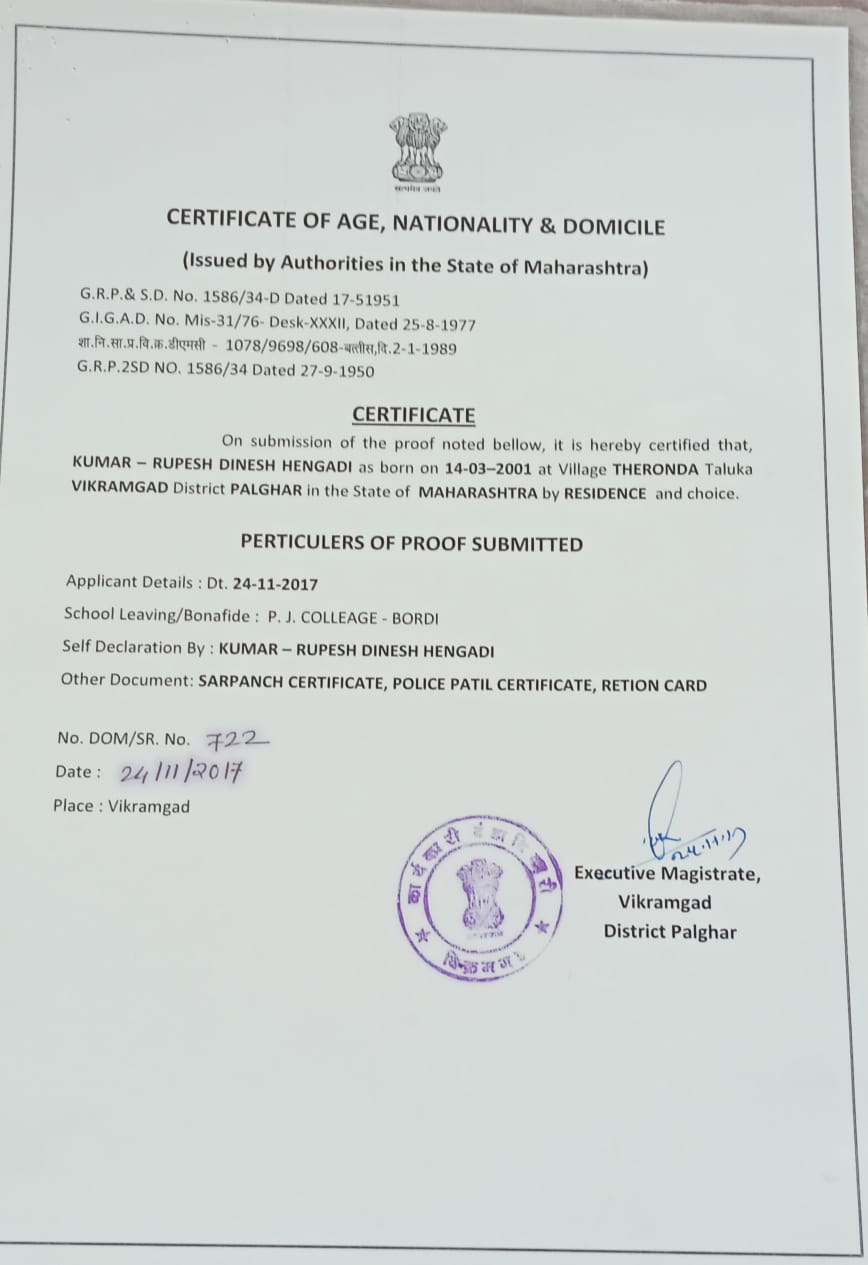 सत्यमेव जयते
CERTIFICATE OF AGE, NATIONALITY & DOMICILE
(Issued by Authorities in the State of Maharashtra)
G.R.P.& S.D. No. 1586/34-D Dated 17-51951
G.I.G.A.D. No. Mis-31/76- Desk-XXXII, Dated 25-8-1977
शा.नि.सा.प्र.वि.क्र.डीएमसी - 1078/9698/608-बत्तीस,दि.2-1-1989
G.R.P.2SD NO. 1586/34 Dated 27-9-1950
CERTIFICATE
On submission of the proof noted bellow, it is hereby certified that,
KUMAR – RUPESH DINESH HENGADI as born on 14-03–2001 at Village THERONDA Taluka
VIKRAMGAD District PALGHAR in the State of MAHARASHTRA by RESIDENCE and choice.
PERTICULERS OF PROOF SUBMITTED
Applicant Details : Dt. 24-11-2017
School Leaving/Bonafide : P. J. COLLEAGE - BORDI
Self Declaration By : KUMAR – RUPESH DINESH HENGADI
Other Document: SARPANCH CERTIFICATE, POLICE PATIL CERTIFICATE, RETION CARD
No. DOM/SR. No. 722
Date : 24/11/2017
Place : Vikramgad
24.11.17
Executive Magistrate,
Vikramgad
District Palghar
कार्यकारी दंडाधिकारी